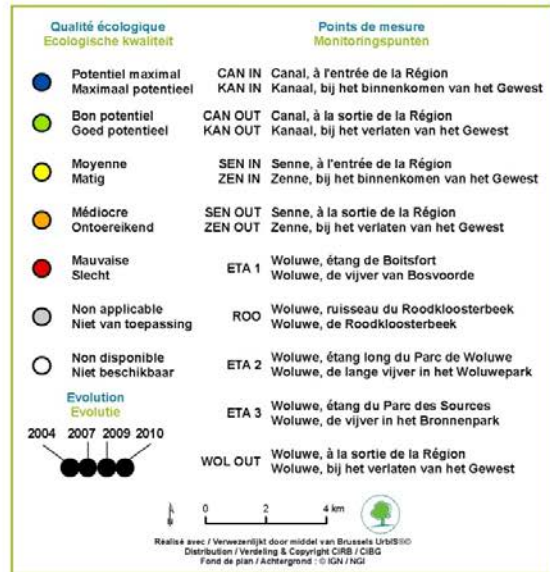 Qualité écologique
Ecologische kwaliteit
Potentiel maximal
Maximaal potentieel
Bon potentiel
Goed potentieel
Moyenne
Matig
Médiocre
Ontoereikend
Mauvaise
Slecht
Non applicable
Niet van toepassing
Non disponible
Niet beschikbaar
Evolution
Evolutie
2004 2007 2009 2010
Points de mesure
Monitoringspunten
CAN IN Canal, à l'entrée de la Région
KAN IN Kanaal, bij het binnenkomen van het Gewest
CAN OUT Canal, à la sortie de la Région
KAN OUT Kanaal, bij het verlaten van het Gewest
SEN IN Senne, à l'entrée de la Région
ZEN IN Zenne, bij het binnenkomen van het Gewest
SEN OUT Senne, à la sortie de la Région
ZEN OUT Zenne, bij het verlaten van het Gewest
ETA 1 Woluwe, étang de Boitsfort
Woluwe, de vijver van Bosvoorde
ROO Woluwe, ruisseau du Roodkloosterbeek
Woluwe, de Roodkloosterbeek
ETA 2 Woluwe, étang long du Parc de Woluwe
Woluwe, de lange vijver in het Woluwepark
ETA 3 Woluwe, étang du Parc des Sources
Woluwe, de vijver in het Bronnenpark
WOL OUT Woluwe, à la sortie de la Région
Woluwe, bij het verlaten van het Gewest
N 0 2 4 km
Réalisé avec / Verwezenlijkt door middel van Brussels UrbIS®©
Distribution / Verdeling & Copyright CIRB / CIBG
Fond de plan / Achtergrond : © IGN / NGI